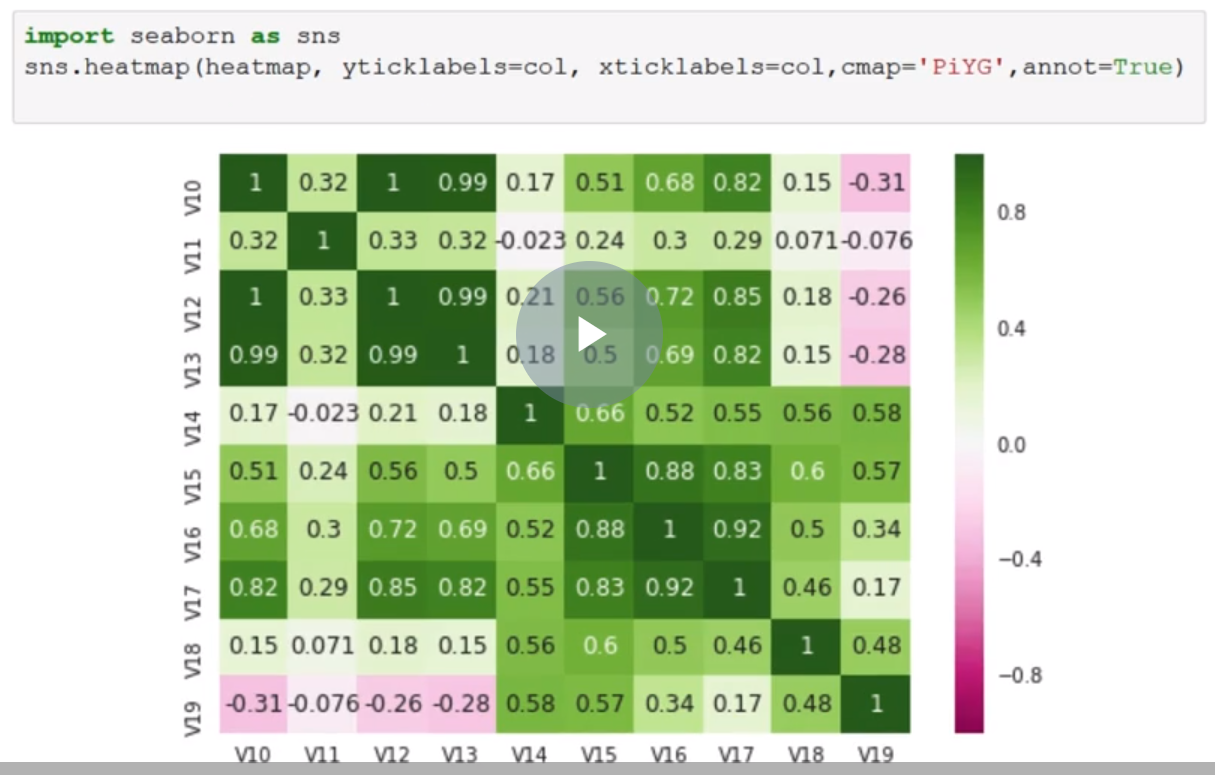 import seaborn as sns
sns.heatmap(heatmap, yticklabels=col, xticklabels=col,cmap='PiYG',annot=True)
V10 1 0.32 1 0.99 0.17 0.51 0.68 0.82 0.15 -0.31
V11 0.32 1 0.33 0.32 -0.023 0.24 0.3 0.29 0.071 -0.076
V12 1 0.33 1 0.99 0.21 0.56 0.72 0.85 0.18 -0.26
V13 0.99 0.32 0.99 1 0.18 0.5 0.69 0.82 0.15 -0.28
V14 0.17 -0.023 0.21 0.18 1 0.66 0.52 0.55 0.56 0.58
V15 0.51 0.24 0.56 0.5 0.66 1 0.88 0.83 0.6 0.57
V16 0.68 0.3 0.72 0.69 0.52 0.88 1 0.92 0.5 0.34
V17 0.82 0.29 0.85 0.82 0.55 0.83 0.92 1 0.46 0.17
V18 0.15 0.071 0.18 0.15 0.56 0.6 0.5 0.46 1 0.48
V19 -0.31 -0.076 -0.26 -0.28 0.58 0.57 0.34 0.17 0.48 1
V10 V11 V12 V13 V14 V15 V16 V17 V18 V19
0.8
0.4
0.0
−0.4
−0.8